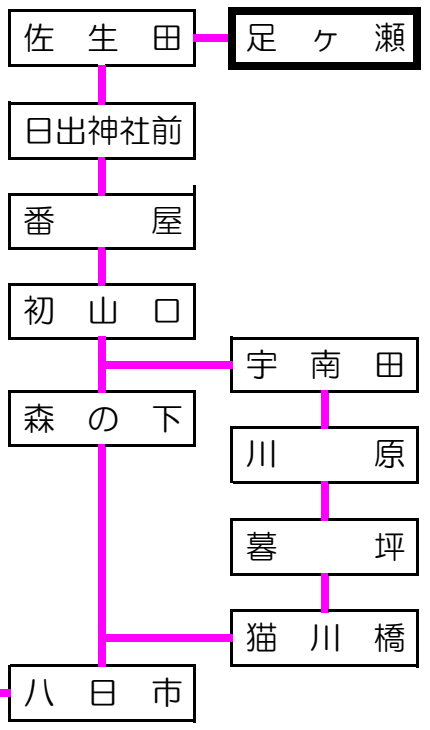 佐生田
足ヶ瀬
日出神社前
番屋
初山口
宇南田
森の下
川原
暮坪
猫川橋
八日市